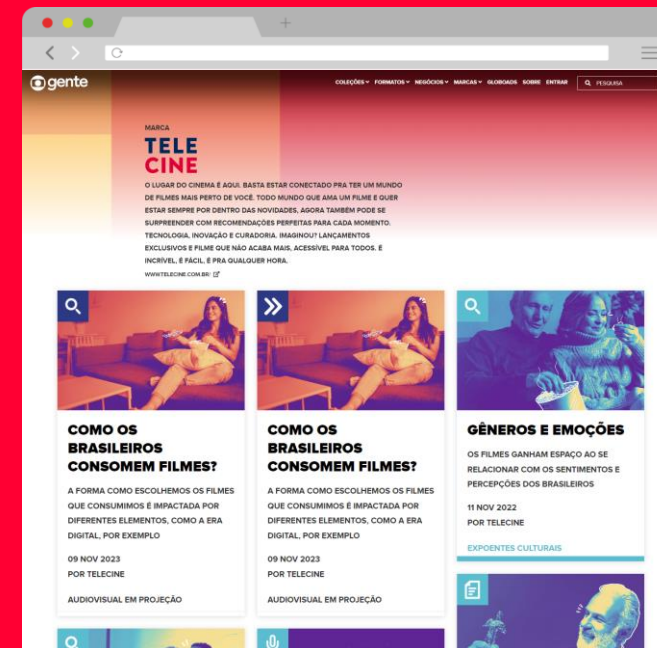 gente
COLEÇÕES FORMATOS NEGÓCIOS MARCAS GLOBOADS SOBRE ENTRAR PESQUISA
MARCA
TELE
CINE
O LUGAR DO CINEMA É AQUI. BASTA ESTAR CONECTADO PRA TER UM MUNDO
DE FILMES MAIS PERTO DE VOCÊ. TODO MUNDO QUE AMA UM FILME E QUER
ESTAR SEMPRE POR DENTRO DAS NOVIDADES, AGORA TAMBÉM PODE SE
SURPREENDER COM RECOMENDAÇÕES PERFEITAS PARA CADA MOMENTO.
TECNOLOGIA, INOVAÇÃO E CURADORIA. IMAGINOU? LANÇAMENTOS
EXCLUSIVOS E FILME QUE NÃO ACABA MAIS, ACESSÍVEL PARA TODOS. É
INCRÍVEL, É FÁCIL, É PRA QUALQUER HORA.
WWW.TELECINE.COM.BR/
COMO OS
BRASILEIROS
CONSOMEM FILMES?
A FORMA COMO ESCOLHEMOS OS FILMES
QUE CONSUMIMOS É IMPACTADA POR
DIFERENTES ELEMENTOS, COMO A ERA
DIGITAL, POR EXEMPLO
09 NOV 2023
POR TELECINE
AUDIOVISUAL EM PROJEÇÃO
COMO OS
BRASILEIROS
CONSOMEM FILMES?
A FORMA COMO ESCOLHEMOS OS FILMES
QUE CONSUMIMOS É IMPACTADA POR
DIFERENTES ELEMENTOS, COMO A ERA
DIGITAL, POR EXEMPLO
09 NOV 2023
POR TELECINE
AUDIOVISUAL EM PROJEÇÃO
GÊNEROS E EMOÇÕES
OS FILMES GANHAM ESPAÇO AO SE
RELACIONAR COM OS SENTIMENTOS E
PERCEPÇÕES DOS BRASILEIROS
11 NOV 2022
POR TELECINE
EXPOENTES CULTURAIS